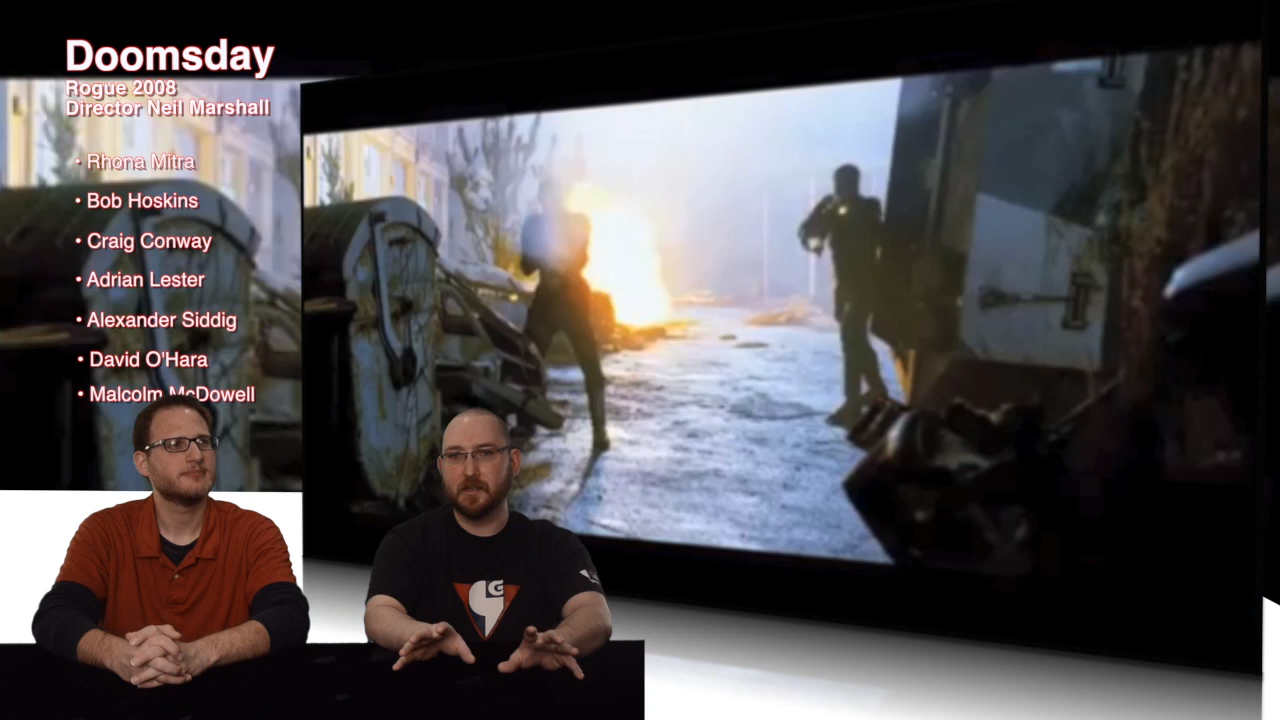 Doomsday
Rogue 2008
Director Neil Marshall
• Rhona Mitra
• Bob Hoskins
• Craig Conway
• Adrian Lester
• Alexander Siddig
• David O'Hara
• Malcolm McDowell
G